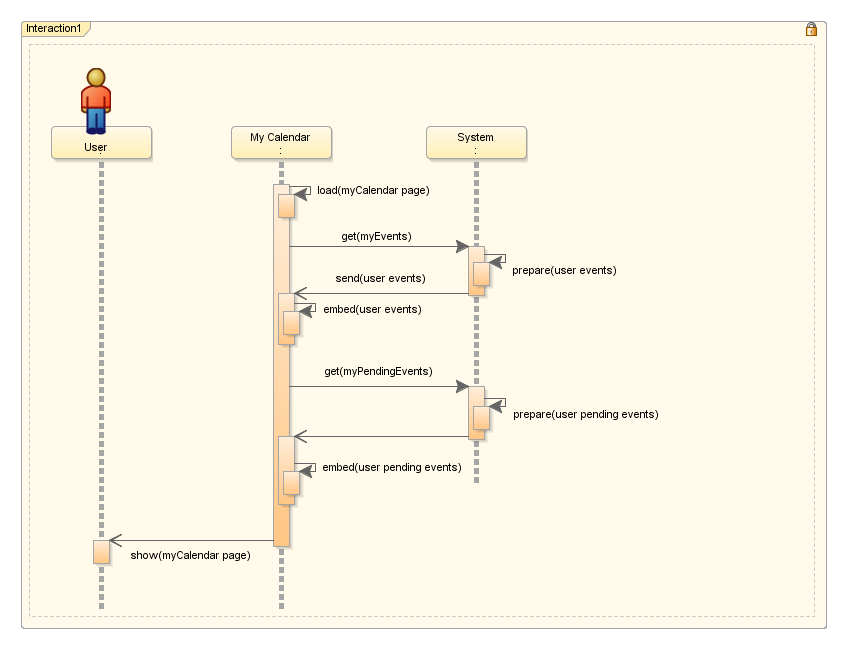 Interaction1
User
:
My Calendar
:
System
:
load(myCalendar page)
get(myEvents)
prepare(user events)
send(user events)
embed(user events)
get(myPendingEvents)
prepare(user pending events)
embed(user pending events)
show(myCalendar page)